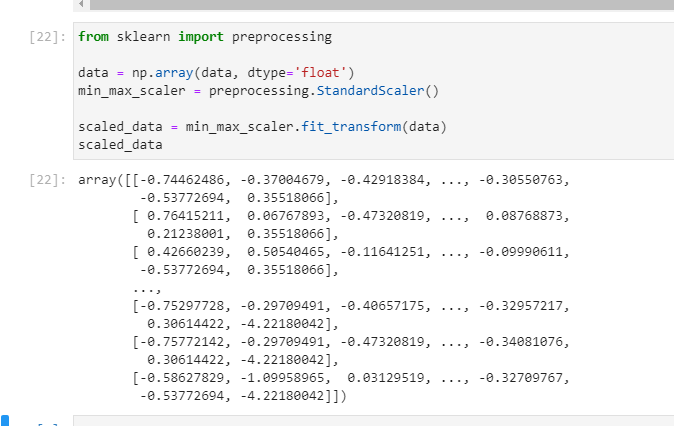 [22]: from sklearn import preprocessing
data = np.array(data, dtype='float')
min_max_scaler = preprocessing.StandardScaler()
scaled_data = min_max_scaler.fit_transform(data)
scaled_data
[22]: array([[-0.74462486, -0.37004679, -0.42918384, ..., -0.30550763,
-0.53772694, 0.35518066],
[ 0.76415211, 0.06767893, -0.47320819, ..., 0.08768873,
0.21238001, 0.35518066],
[ 0.42660239, 0.50540465, -0.11641251, ..., -0.09990611,
-0.53772694, 0.35518066],
...,
[-0.75297728, -0.29709491, -0.40657175, ..., -0.32957217,
0.30614422, -4.22180042],
[-0.75772142, -0.29709491, -0.47320819, ..., -0.34081076,
0.30614422, -4.22180042],
[-0.58627829, -1.09958965, 0.03129519, ..., -0.32709767,
-0.53772694, -4.22180042]])